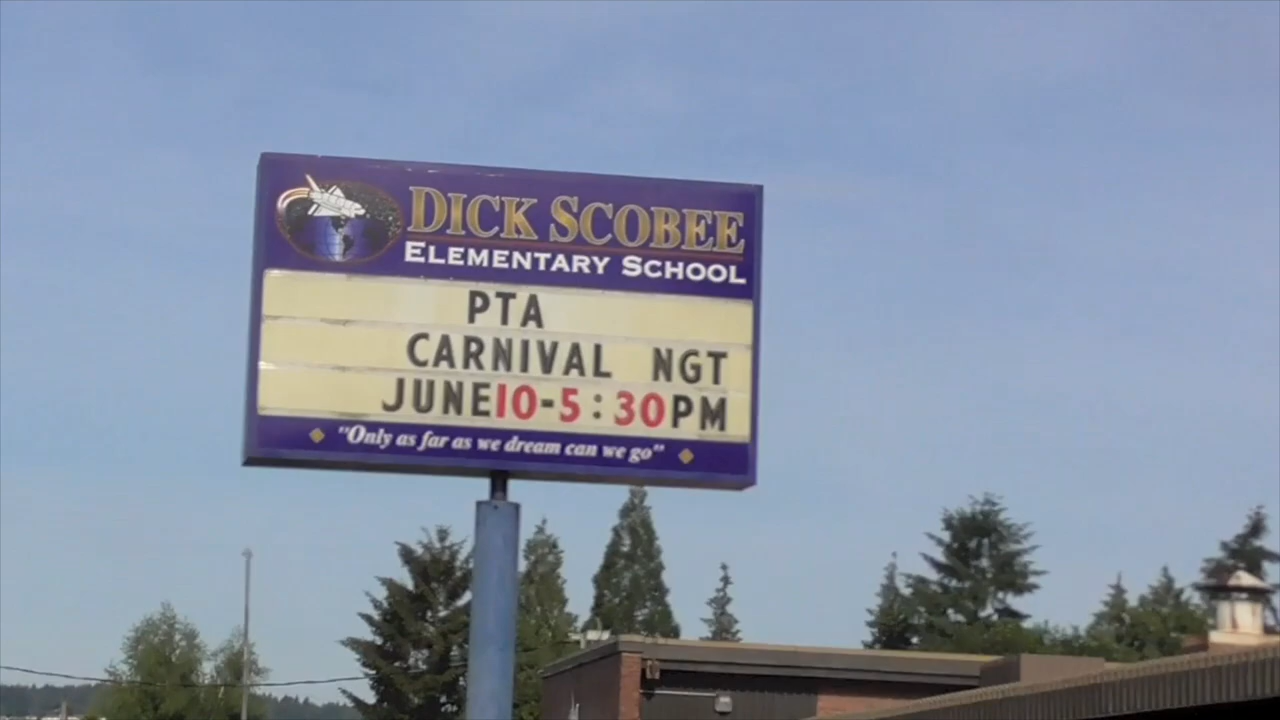 DICK SCOBEE
ELEMENTARY SCHOOL
PTA
CARNIVAL NGT
JUNE10-5:30PM
"Only as far as we dream can we go"